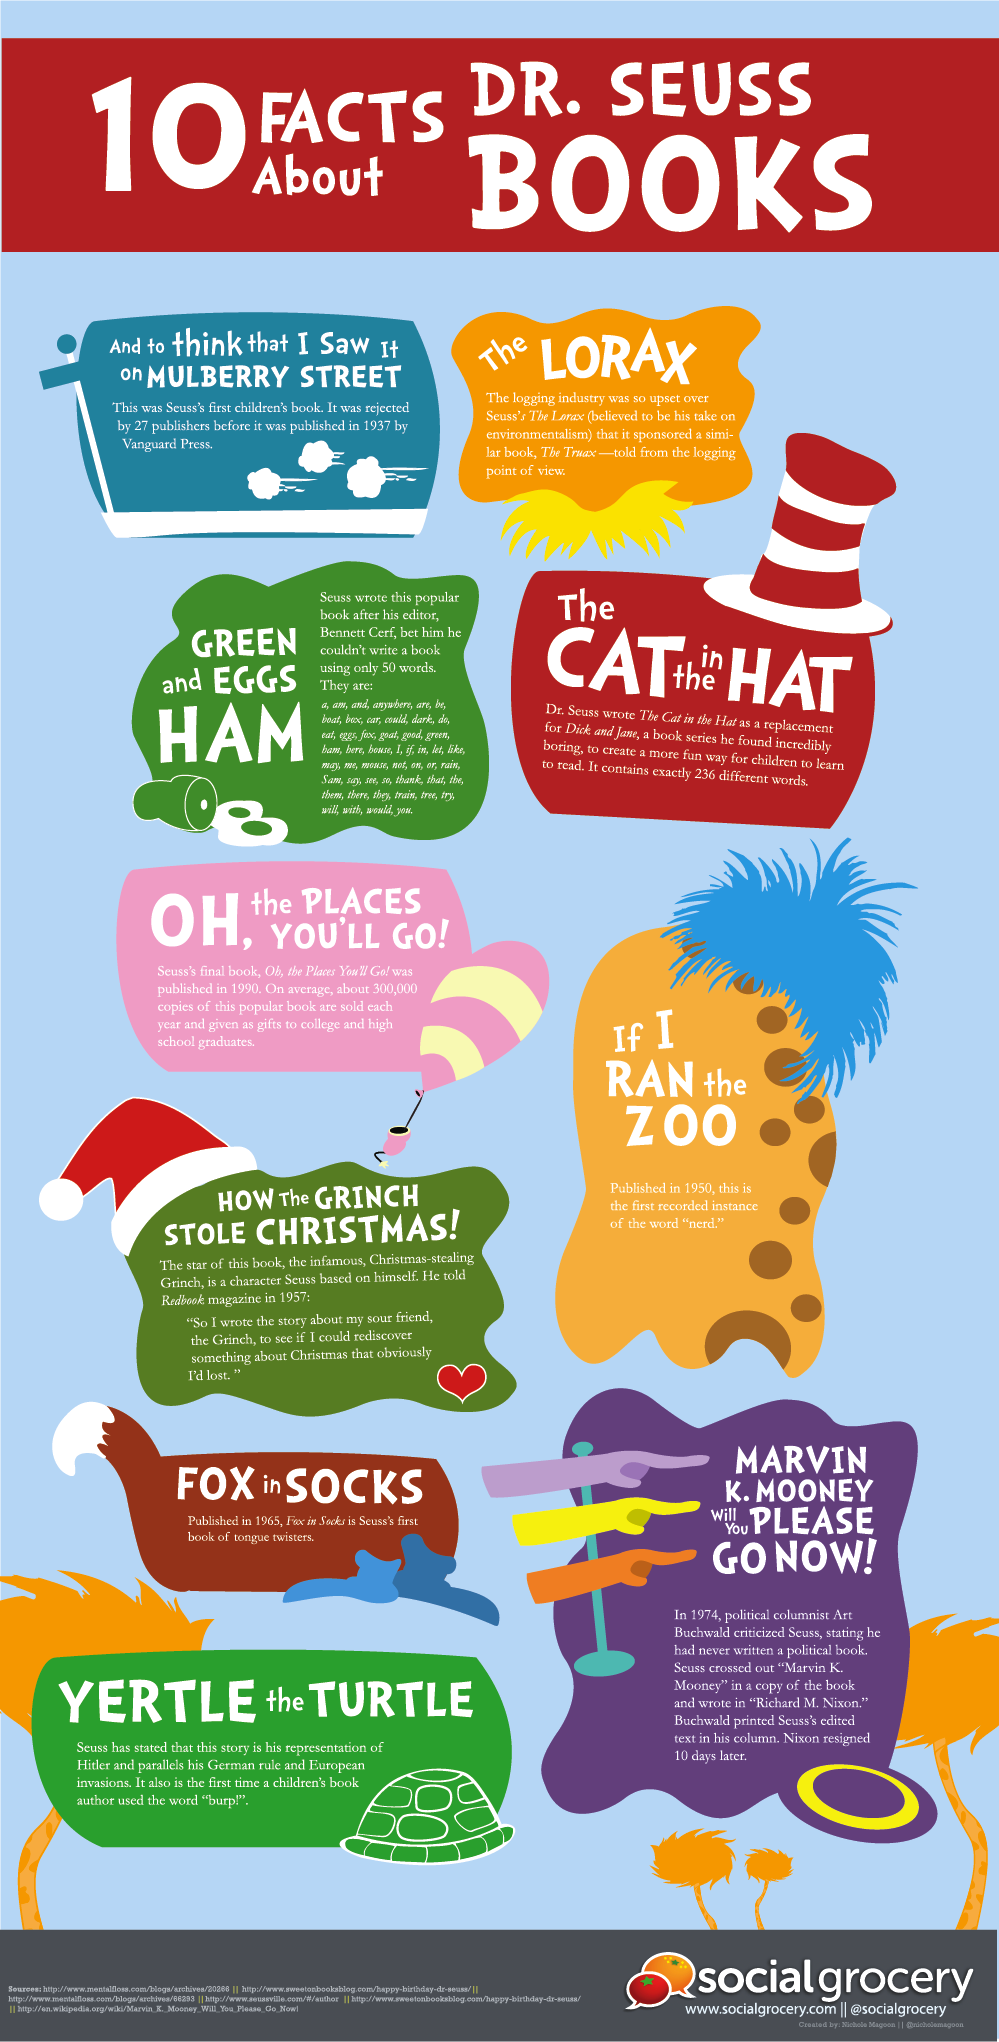 10 FACTS About DR. SEUSS BOOKS
And to think that I Saw It
on MULBERRY STREET
This was Seuss's first children's book. It was rejected
by 27 publishers before it was published in 1937 by
Vanguard Press.
The LORAX
The logging industry was so upset over
Seuss's The Lorax (believed to be his take on
environmentalism) that it sponsored a simi-
lar book, The Truax —told from the logging
point of view.
GREEN
and EGGS
HAM
Seuss wrote this popular
book after his editor,
Bennett Cerf, bet him he
couldn't write a book
using only 50 words.
They are:
a, am, and, anywhere, are, be,
boat, box, car, could, dark, do,
eat, eggs, fox, goat, good, green,
ham, here, house, I, if, in, let, like,
may, me, mouse, not, on, or, rain,
Sam, say, see, so, thank, that, the,
them, there, they, train, tree, try,
will, with, would, you.
The
CAT in the HAT
Dr. Seuss wrote The Cat in the Hat as a replacement
for Dick and Jane, a book series he found incredibly
boring, to create a more fun way for children to learn
to read. It contains exactly 236 different words.
OH, the PLACES
YOU'LL GO!
Seuss's final book, Oh, the Places You'll Go! was
published in 1990. On average, about 300,000
copies of this popular book are sold each
year and given as gifts to college and high
school graduates.
If I
RAN the
ZOO
Published in 1950, this is
the first recorded instance
of the word “nerd.”
HOW The GRINCH
STOLE CHRISTMAS!
The star of this book, the infamous, Christmas-stealing
Grinch, is a character Seuss based on himself. He told
Redbook magazine in 1957:
“So I wrote the story about my sour friend,
the Grinch, to see if I could rediscover
something about Christmas that obviously
I'd lost. ”
FOX in SOCKS
Published in 1965, Fox in Socks is Seuss's first
book of tongue twisters.
MARVIN
K. MOONEY
Will You PLEASE
GO NOW!
In 1974, political columnist Art
Buchwald criticized Seuss, stating he
had never written a political book.
Seuss crossed out “Marvin K.
Mooney” in a copy of the book
and wrote in “Richard M. Nixon.”
Buchwald printed Seuss's edited
text in his column. Nixon resigned
10 days later.
YERTLE the TURTLE
Seuss has stated that this story is his representation of
Hitler and parallels his German rule and European
invasions. It also is the first time a children's book
author used the word “burp!”.
Sources: http://www.mentalfloss.com/blogs/archives/20266 || http://www.sweetonbooksblog.com/happy-birthday-dr-seuss/ ||
http://www.mentalfloss.com/blogs/archives/66293 || http://www.seussville.com/#/author || http://www.sweetonbooksblog.com/happy-birthday-dr-seuss/
|| http://en.wikipedia.org/wiki/Marvin_K._Mooney_Will_You_Please_Go_Now!
socialgrocery
www.socialgrocery.com || @socialgrocery
Created by: Nichole Magoon || @nicholemagoon